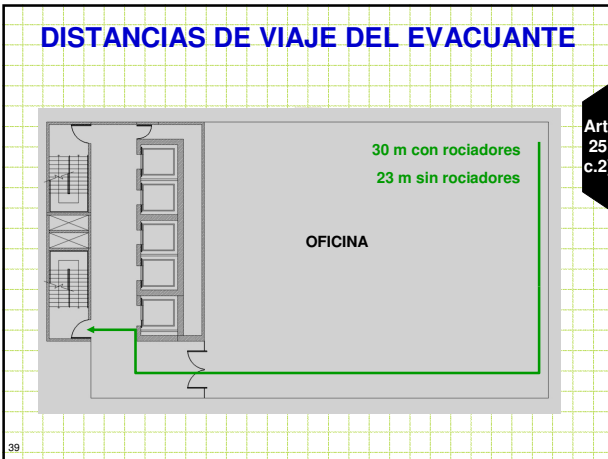 DISTANCIAS DE VIAJE DEL EVACUANTE
30 m con rociadores
23 m sin rociadores
OFICINA
Art
25
c.2
39